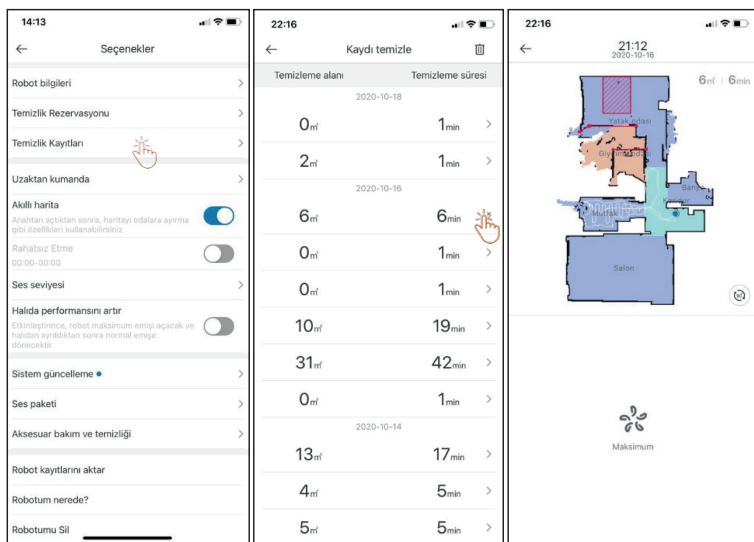 14:13
Seçenekler
Robot bilgileri
Temizlik Rezervasyonu
Temizlik Kayıtları
Uzaktan kumanda
Akıllı harita
Anahtarı açtıktan sonra, haritayı odalara ayırma
gibi özellikleri kullanabilirsiniz
Rahatsız Etme
00:00-00:00
Ses seviyesi
Halıda performansını artır
Etkinleştirince, robot maksimum emişi açacak ve
halıdan ayrıldıktan sonra normal emişe
dönecektir.
Sistem güncelleme
Ses paketi
Aksesuar bakım ve temizliği
Robot kayıtlarını aktar
Robotum nerede?
Robotumu Sil
22:16
Kaydı temizle
Temizleme alanı Temizleme süresi
2020-10-18
0㎡ 1min
2㎡ 1min
2020-10-16
6㎡ 6min
0㎡ 1min
0㎡ 1min
10㎡ 19min
31㎡ 42min
0㎡ 1min
2020-10-14
13㎡ 17min
4㎡ 5min
5㎡ 5min
22:16
21:12
2020-10-16
6㎡ | 6min
Yatak odası
Banyo
Koridor
Mutfak
Salon
Maksimum